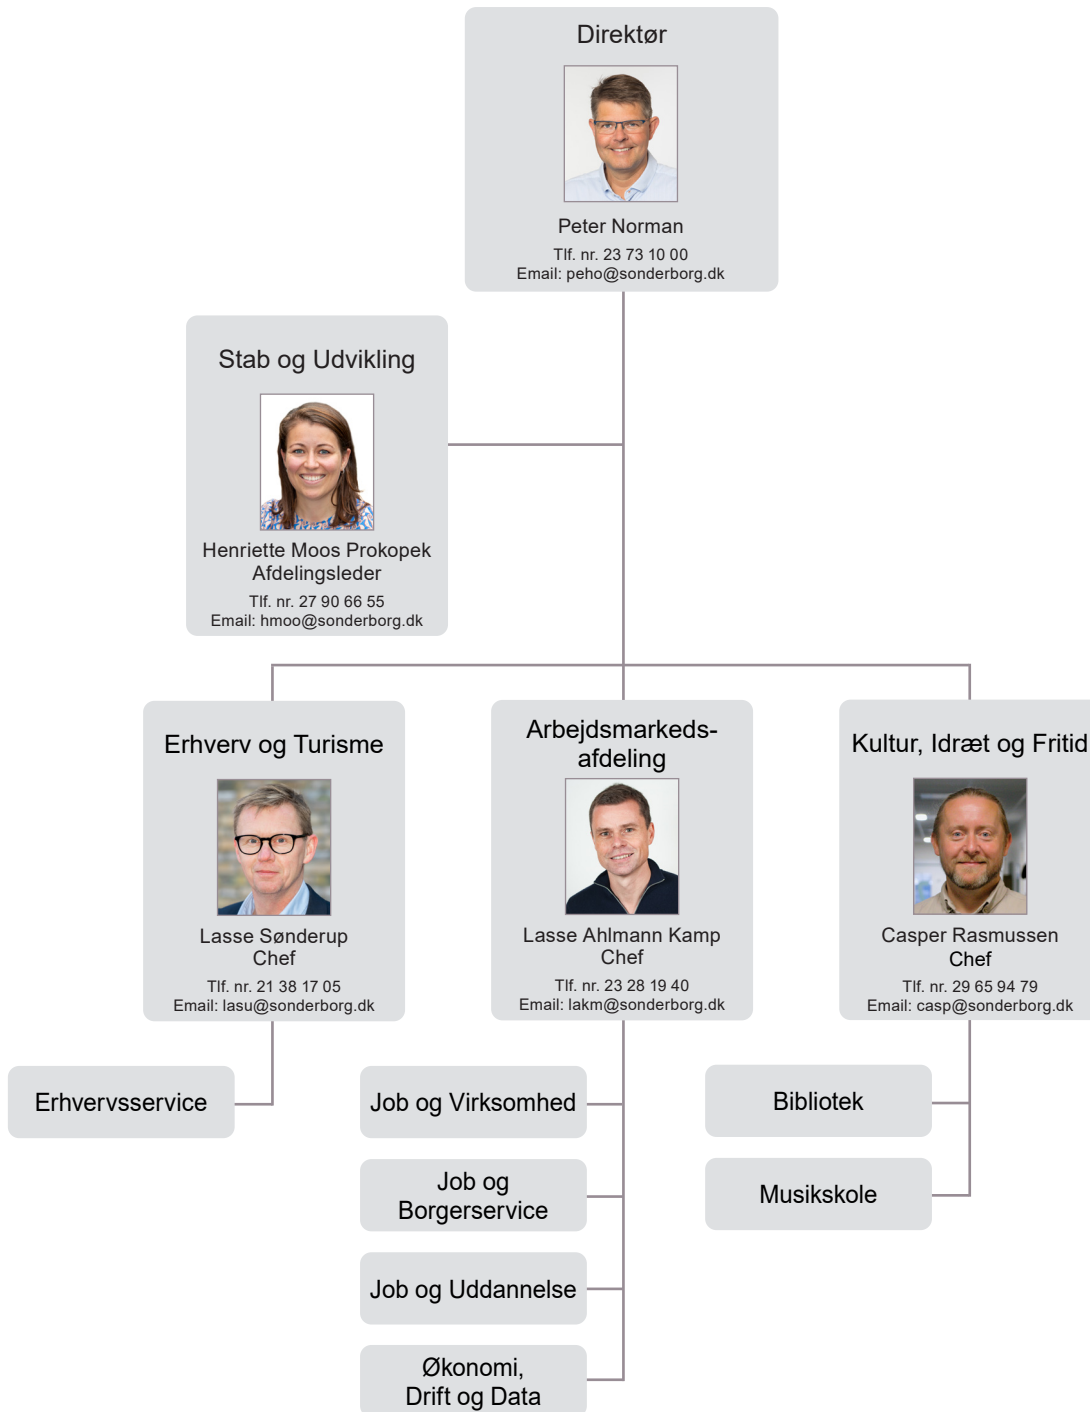 Direktør
Peter Norman
Tlf. nr. 23 73 10 00
Email: peho@sonderborg.dk
Stab og Udvikling
Henriette Moos Prokopek
Afdelingsleder
Tlf. nr. 27 90 66 55
Email: hmoo@sonderborg.dk
Erhverv og Turisme
Lasse Sønderup
Chef
Tlf. nr. 21 38 17 05
Email: lasu@sonderborg.dk
Arbejdsmarkeds-
afdeling
Lasse Ahlmann Kamp
Chef
Tlf. nr. 23 28 19 40
Email: lakm@sonderborg.dk
Kultur, Idræt og Fritid
Casper Rasmussen
Chef
Tlf. nr. 29 65 94 79
Email: casp@sonderborg.dk
Erhvervsservice
Job og Virksomhed
Job og
Borgerservice
Job og Uddannelse
Økonomi,
Drift og Data
Bibliotek
Musikskole